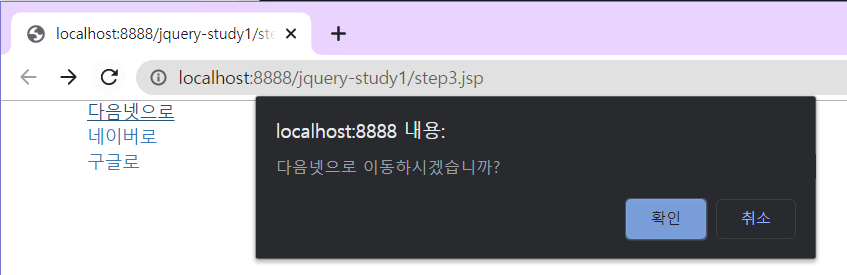 localhost:8888/jquery-study1/ste
localhost:8888/jquery-study1/step3.jsp
다음넷으로
네이버로
구글로
localhost:8888 내용:
다음넷으로 이동하시겠습니까?
확인 취소